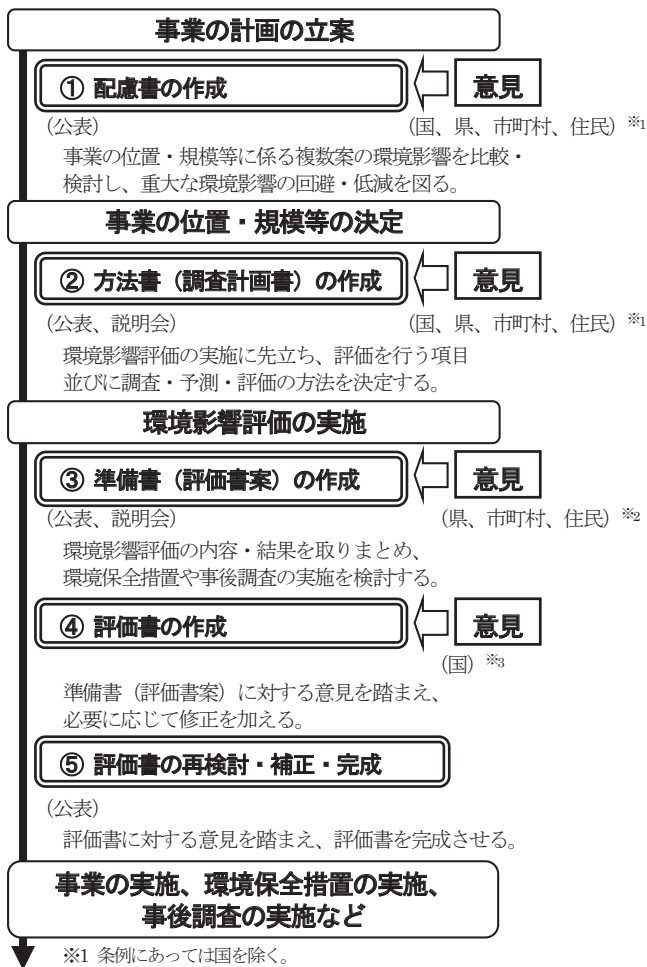 事業の計画の立案
① 配慮書の作成
意見
(公表)
(国、県、市町村、住民) ※1
事業の位置・規模等に係る複数案の環境影響を比較・
検討し、重大な環境影響の回避・低減を図る。
事業の位置・規模等の決定
② 方法書（調査計画書）の作成
意見
(公表、説明会)
(国、県、市町村、住民) ※1
環境影響評価の実施に先立ち、評価を行う項目
並びに調査・予測・評価の方法を決定する。
環境影響評価の実施
③ 準備書（評価書案）の作成
意見
(公表、説明会)
(県、市町村、住民) ※2
環境影響評価の内容・結果を取りまとめ、
環境保全措置や事後調査の実施を検討する。
④ 評価書の作成
意見
(国) ※3
準備書（評価書案）に対する意見を踏まえ、
必要に応じて修正を加える。
⑤ 評価書の再検討・補正・完成
(公表)
評価書に対する意見を踏まえ、評価書を完成させる。
事業の実施、環境保全措置の実施、
事後調査の実施など
※1 条例にあっては国を除く。